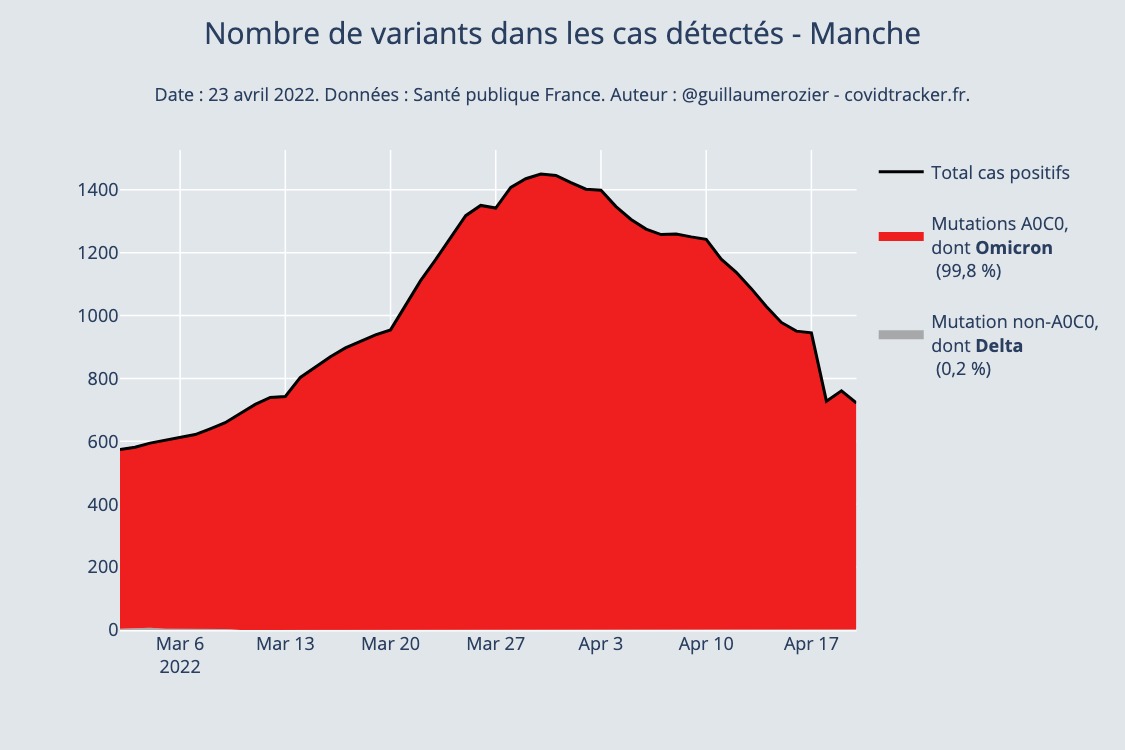 Nombre de variants dans les cas détectés - Manche
Date : 23 avril 2022. Données : Santé publique France. Auteur : @guillaumerozier - covidtracker.fr.
1400
1200
1000
800
600
400
200
0
Mar 6
2022
Mar 13
Mar 20
Mar 27
Apr 3
Apr 10
Apr 17
Total cas positifs
Mutations A0C0,
dont Omicron
(99,8 %)
Mutation non-A0C0,
dont Delta
(0,2 %)